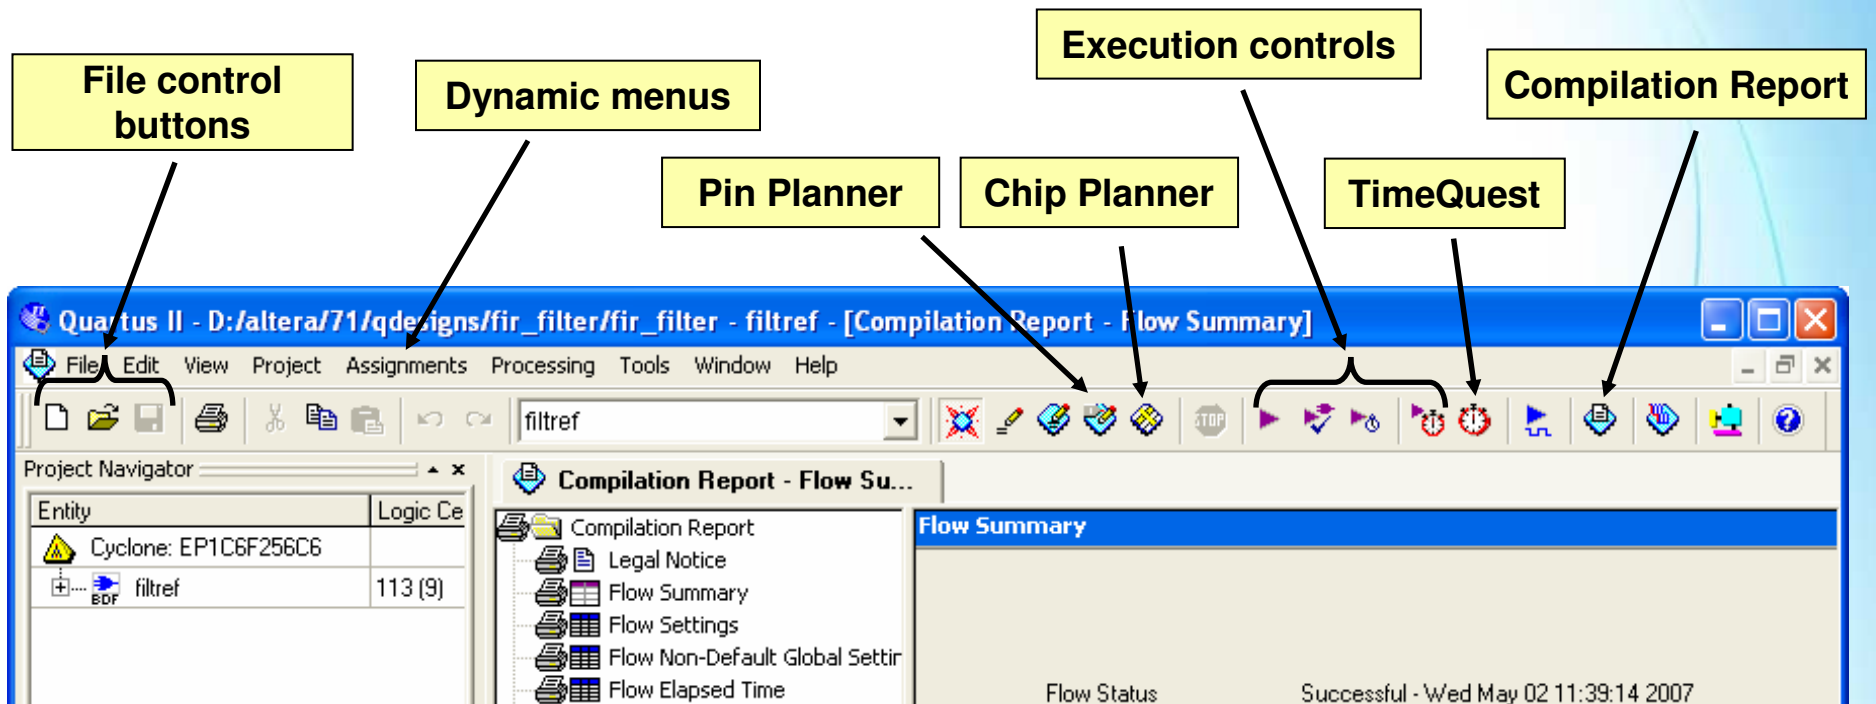 File control
buttons
Dynamic menus
Execution controls
Compilation Report
Pin Planner
Chip Planner
TimeQuest
Quartus II - D:/altera/71/qdesigns/fir_filter/fir_filter - filtref - [Compilation Report - Flow Summary]
File Edit View Project Assignments Processing Tools Window Help
filtref
STOP
Project Navigator
Compilation Report - Flow Su...
Entity
Logic Ce
Cyclone: EP1C6F256C6
BDF
filtref
113 (9)
Compilation Report
Legal Notice
Flow Summary
Flow Settings
Flow Non-Default Global Settin
Flow Elapsed Time
Flow Summary
Flow Status Successful - Wed May 02 11:39:14 2007